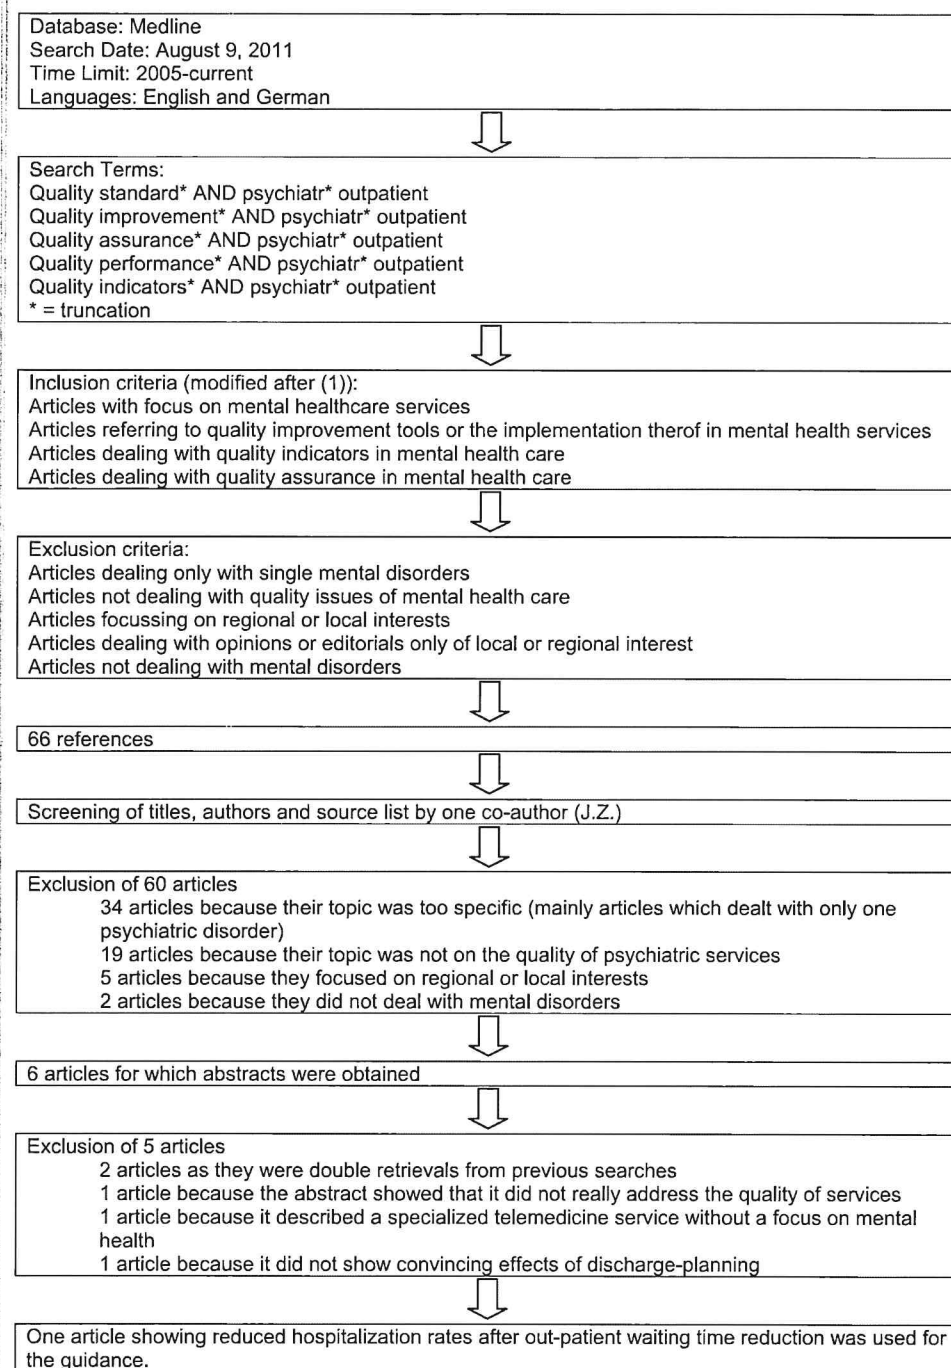 Database: Medline
Search Date: August 9, 2011
Time Limit: 2005-current
Languages: English and German
Search Terms:
Quality standard* AND psychiatr* outpatient
Quality improvement* AND psychiatr* outpatient
Quality assurance* AND psychiatr* outpatient
Quality performance* AND psychiatr* outpatient
Quality indicators* AND psychiatr* outpatient
* = truncation
Inclusion criteria (modified after (1)):
Articles with focus on mental healthcare services
Articles referring to quality improvement tools or the implementation therof in mental health services
Articles dealing with quality indicators in mental health care
Articles dealing with quality assurance in mental health care
Exclusion criteria:
Articles dealing only with single mental disorders
Articles not dealing with quality issues of mental health care
Articles focussing on regional or local interests
Articles dealing with opinions or editorials only of local or regional interest
Articles not dealing with mental disorders
66 references
Screening of titles, authors and source list by one co-author (J.Z.)
Exclusion of 60 articles
34 articles because their topic was too specific (mainly articles which dealt with only one
psychiatric disorder)
19 articles because their topic was not on the quality of psychiatric services
5 articles because they focused on regional or local interests
2 articles because they did not deal with mental disorders
6 articles for which abstracts were obtained
Exclusion of 5 articles
2 articles as they were double retrievals from previous searches
1 article because the abstract showed that it did not really address the quality of services
1 article because it described a specialized telemedicine service without a focus on mental
health
1 article because it did not show convincing effects of discharge-planning
One article showing reduced hospitalization rates after out-patient waiting time reduction was used for
the guidance.